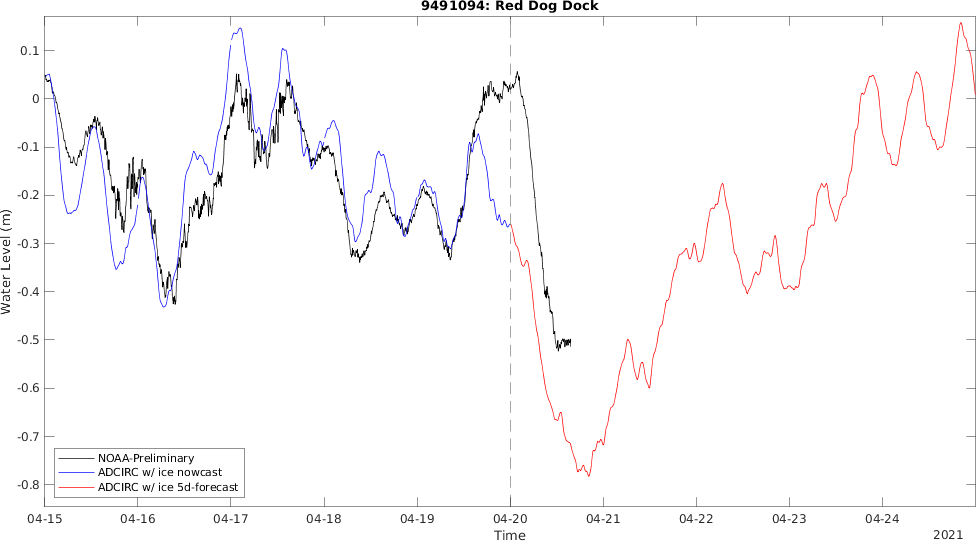 9491094: Red Dog Dock
0.1
0
-0.1
-0.2
-0.3
-0.4
-0.5
-0.6
-0.7
-0.8
Water Level (m)
NOAA-Preliminary
ADCIRC w/ ice nowcast
ADCIRC w/ ice 5d-forecast
04-15 04-16 04-17 04-18 04-19 04-20 04-21 04-22 04-23 04-24
Time
2021